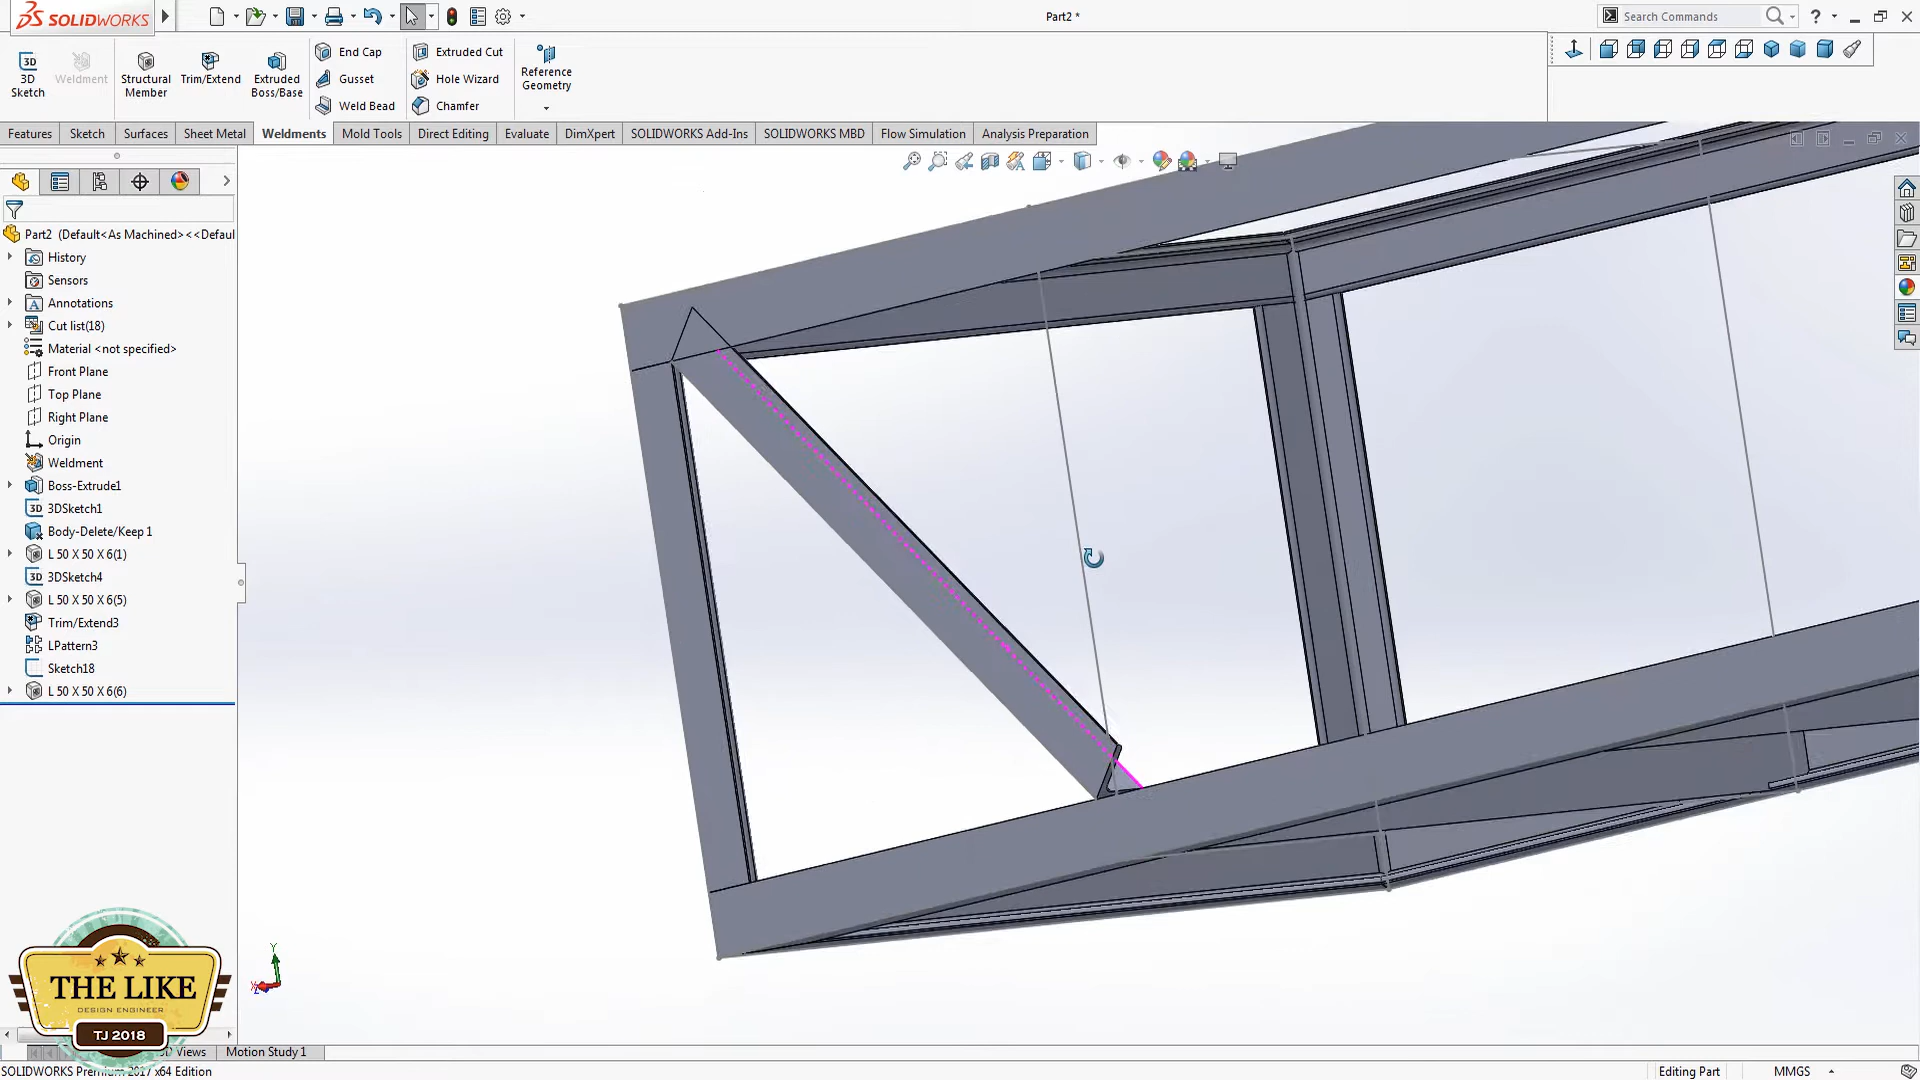 SOLIDWORKS
Part2 *
Search Commands
3D Sketch
Weldment
Structural Member
Trim/Extend
Extruded Boss/Base
End Cap
Gusset
Weld Bead
Extruded Cut
Hole Wizard
Chamfer
Reference Geometry
Features
Sketch
Surfaces
Sheet Metal
Weldments
Mold Tools
Direct Editing
Evaluate
DimXpert
SOLIDWORKS Add-Ins
SOLIDWORKS MBD
Flow Simulation
Analysis Preparation
Part2 (Default<As Machined><<Defaul
History
Sensors
Annotations
Cut list(18)
Material <not specified>
Front Plane
Top Plane
Right Plane
Origin
Weldment
Boss-Extrude1
3DSketch1
Body-Delete/Keep 1
L 50 X 50 X 6(1)
3DSketch4
L 50 X 50 X 6(5)
Trim/Extend3
LPattern3
Sketch18
L 50 X 50 X 6(6)
Y
THE LIKE
DESIGN ENGINEER
TJ 2018
Views
Motion Study 1
SOLIDWORKS Premium 2017 x64 Edition
Editing Part
MMGS